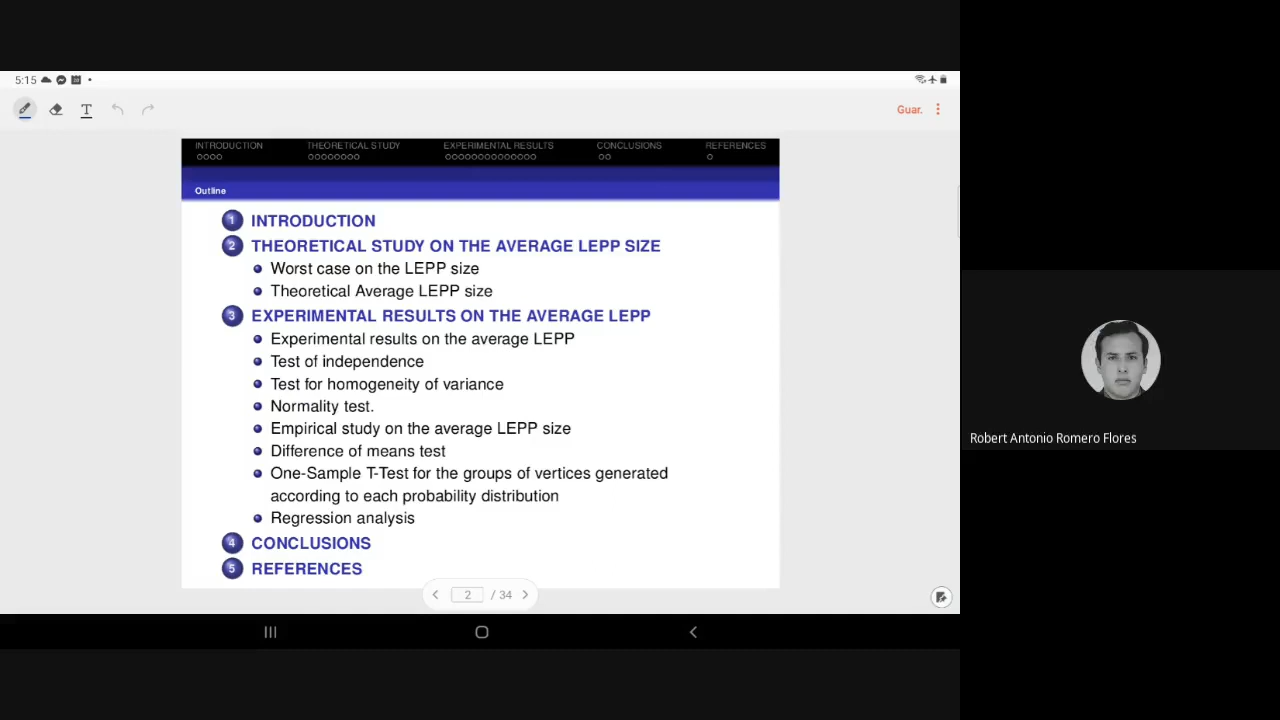 5:15
Guar.
INTRODUCTION THEORETICAL STUDY EXPERIMENTAL RESULTS CONCLUSIONS REFERENCES
Outline
1 INTRODUCTION
2 THEORETICAL STUDY ON THE AVERAGE LEPP SIZE
Worst case on the LEPP size
Theoretical Average LEPP size
3 EXPERIMENTAL RESULTS ON THE AVERAGE LEPP
Experimental results on the average LEPP
Test of independence
Test for homogeneity of variance
Normality test.
Empirical study on the average LEPP size
Difference of means test
One-Sample T-Test for the groups of vertices generated
according to each probability distribution
Regression analysis
4 CONCLUSIONS
5 REFERENCES
2 / 34
Robert Antonio Romero Flores